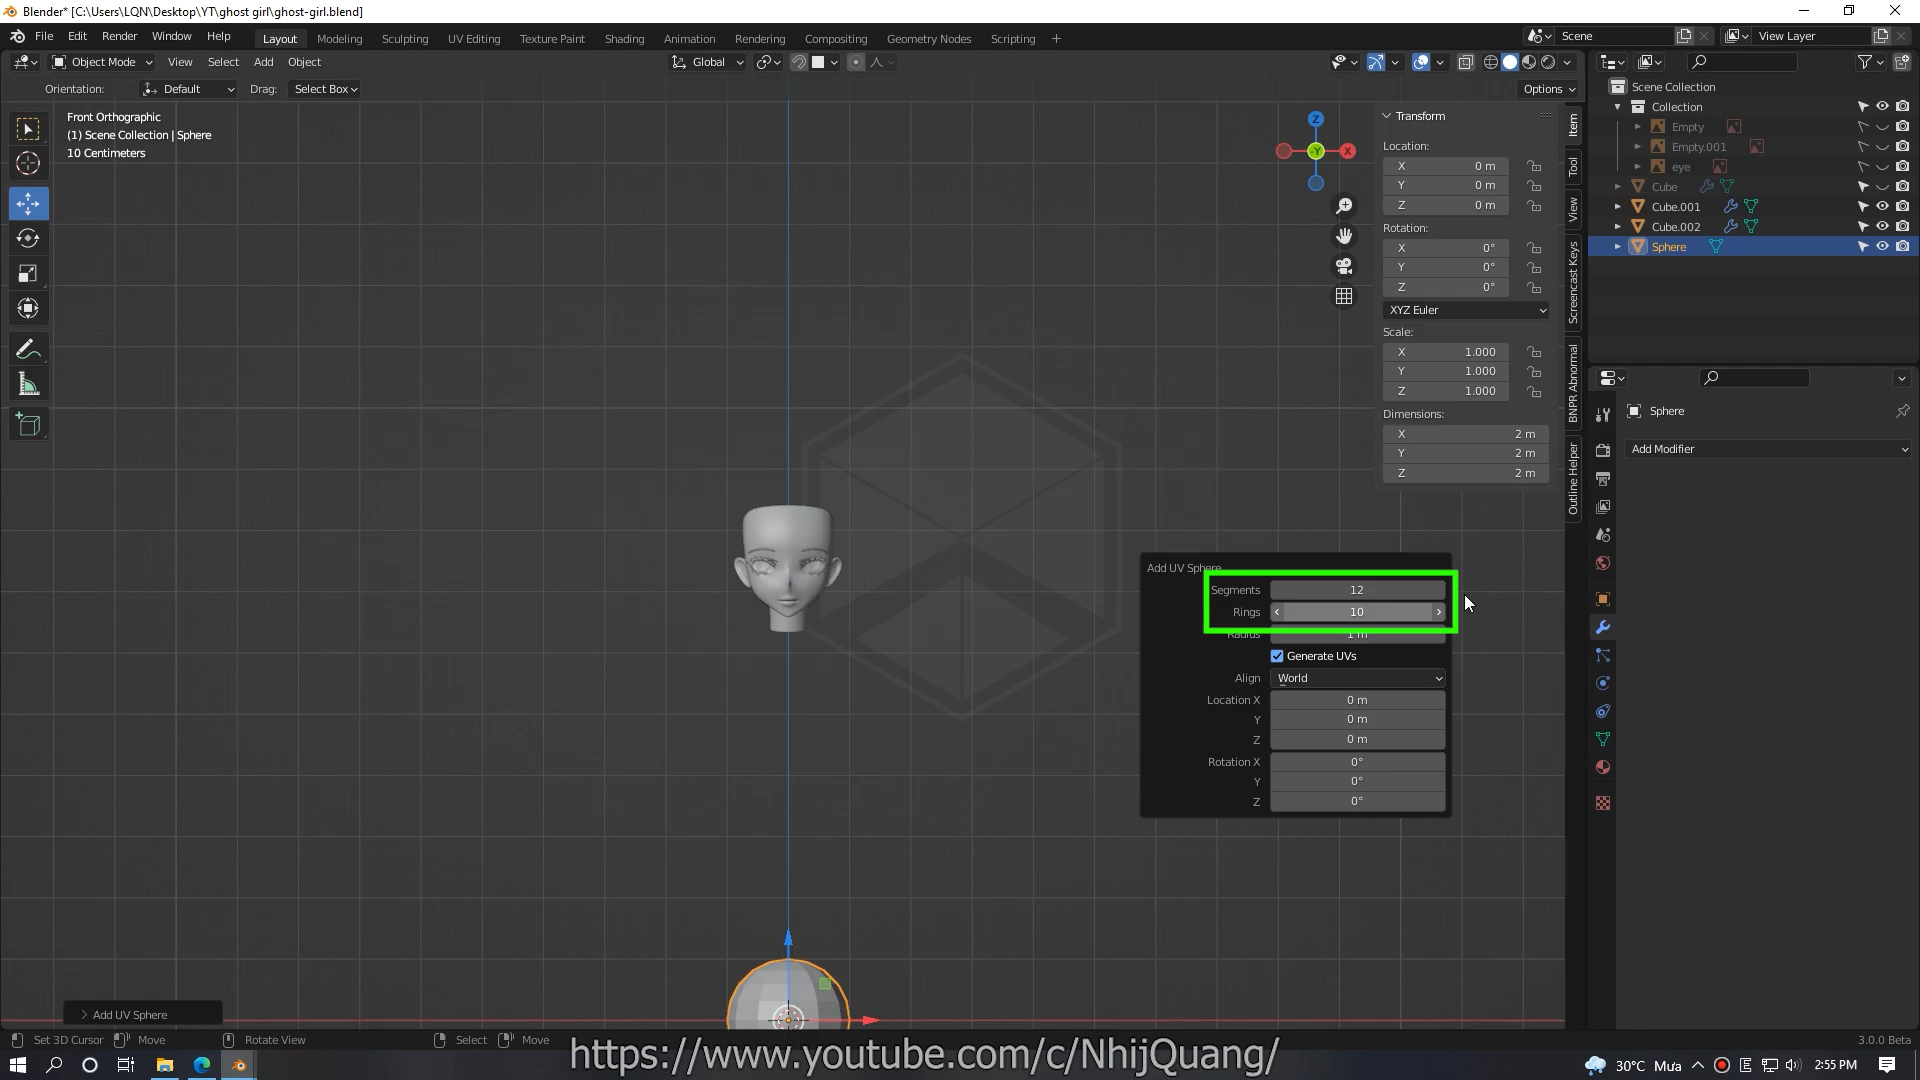 Blender* [C:\Users\LQN\Desktop\YT\ghost girl\ghost-girl.blend]
File Edit Render Window Help Layout Modeling Sculpting UV Editing Texture Paint Shading Animation Rendering Compositing Geometry Nodes Scripting + Scene View Layer
Object Mode View Select Add Object Global
Orientation: Default Drag: Select Box Options
Front Orthographic
(1) Scene Collection | Sphere
10 Centimeters
Z
-Y
X
Transform
Location:
X 0 m
Y 0 m
Z 0 m
Rotation:
X 0°
Y 0°
Z 0°
XYZ Euler
Scale:
X 1.000
Y 1.000
Z 1.000
Dimensions:
X 2 m
Y 2 m
Z 2 m
Item
Tool
View
Screencast Keys
BNPR Abnormal
Outline Helper
Scene Collection
Collection
Empty
Empty.001
eye
Cube
Cube.001
Cube.002
Sphere
Sphere
Add Modifier
Add UV Sphere
Segments 12
Rings 10
Radius 1 m
Generate UVs
Align World
Location X 0 m
Y 0 m
Z 0 m
Rotation X 0°
Y 0°
Z 0°
Add UV Sphere
Set 3D Cursor Move Rotate View Select Move 3.0.0 Beta
https://www.youtube.com/c/NhijQuang/
30°C Mưa E 2:55 PM